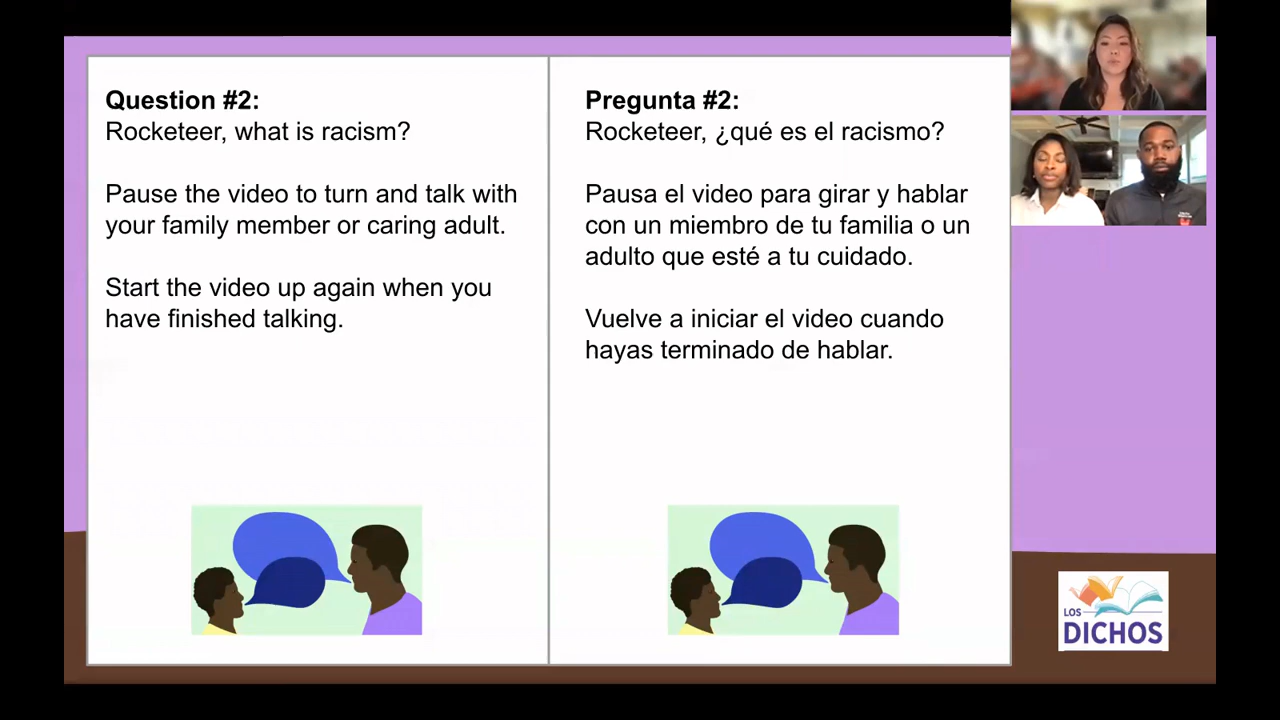 Question #2:
Rocketeer, what is racism?
Pause the video to turn and talk with
your family member or caring adult.
Start the video up again when you
have finished talking.
Pregunta #2:
Rocketeer, ¿qué es el racismo?
Pausa el video para girar y hablar
con un miembro de tu familia o un
adulto que esté a tu cuidado.
Vuelve a iniciar el video cuando
hayas terminado de hablar.
LOS
DICHOS